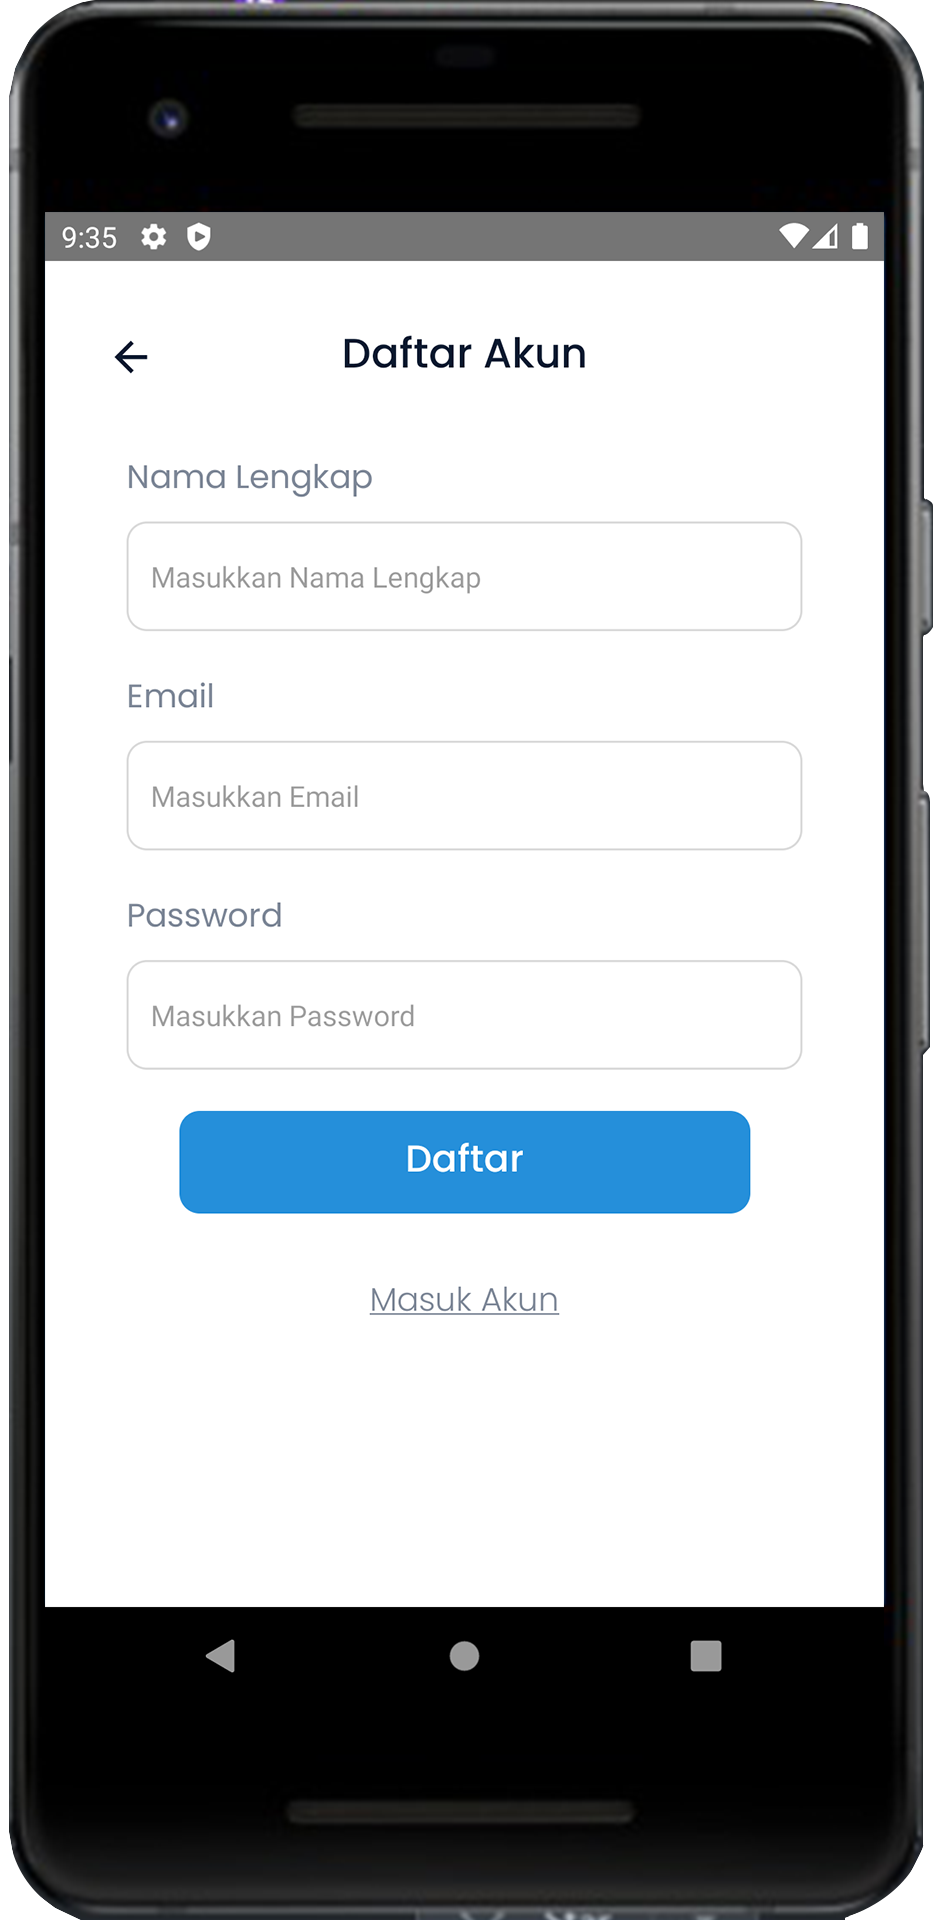 9:35
Daftar Akun
Nama Lengkap
Masukkan Nama Lengkap
Email
Masukkan Email
Password
Masukkan Password
Daftar
Masuk Akun